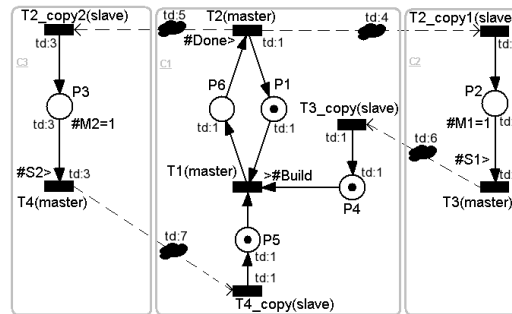 T2_copy2(slave)
td:5
T2(master)
td:4
T2_copy1(slave)
td:3
#Done>
td:1
C3
C1
C2
P3
P6
P1
P2
T3_copy(slave)
td:3
#M2=1
td:1
td:1
#M1=1
td:1
td:6
#S2>
td:3
T1(master)
>#Build
td:1
#S1>
T4(master)
P4
T3(master)
P5
td:1
td:7
td:1
T4_copy(slave)